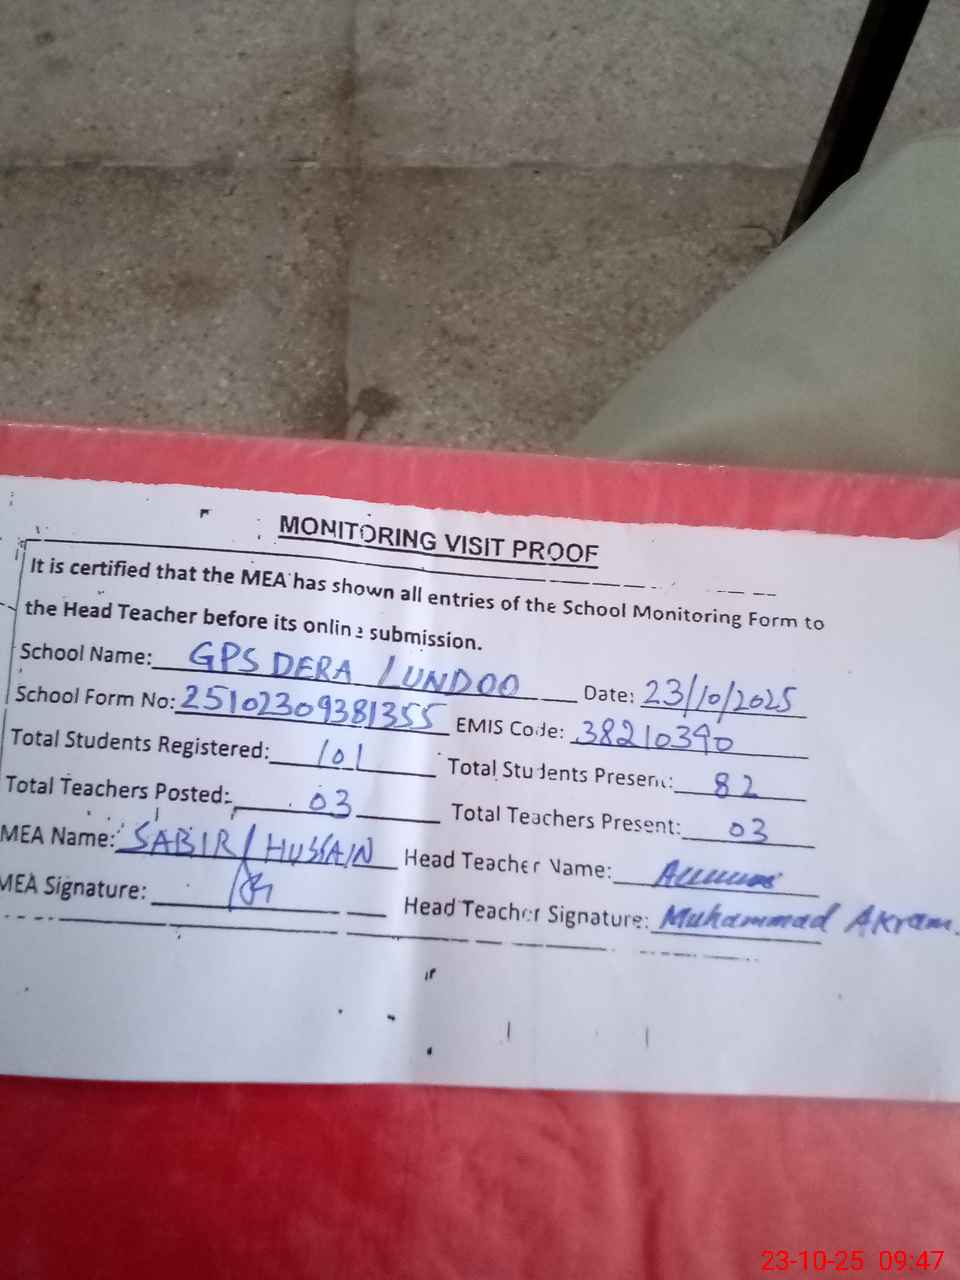 MONITORING VISIT PROOF
It is certified that the MEA has shown all entries of the School Monitoring Form to
the Head Teacher before its online submission.
School Name: GPS DERA LUNDOO Date: 23/10/2025
School Form No: 25102309381355 EMIS Code: 38210390
Total Students Registered: 101 Total Students Present: 82
Total Teachers Posted: 03 Total Teachers Present: 03
MEA Name: SABIR HUSSAIN Head Teacher Name:
MEA Signature: Head Teacher Signature: Muhammad Akram.
23-10-25 09:47